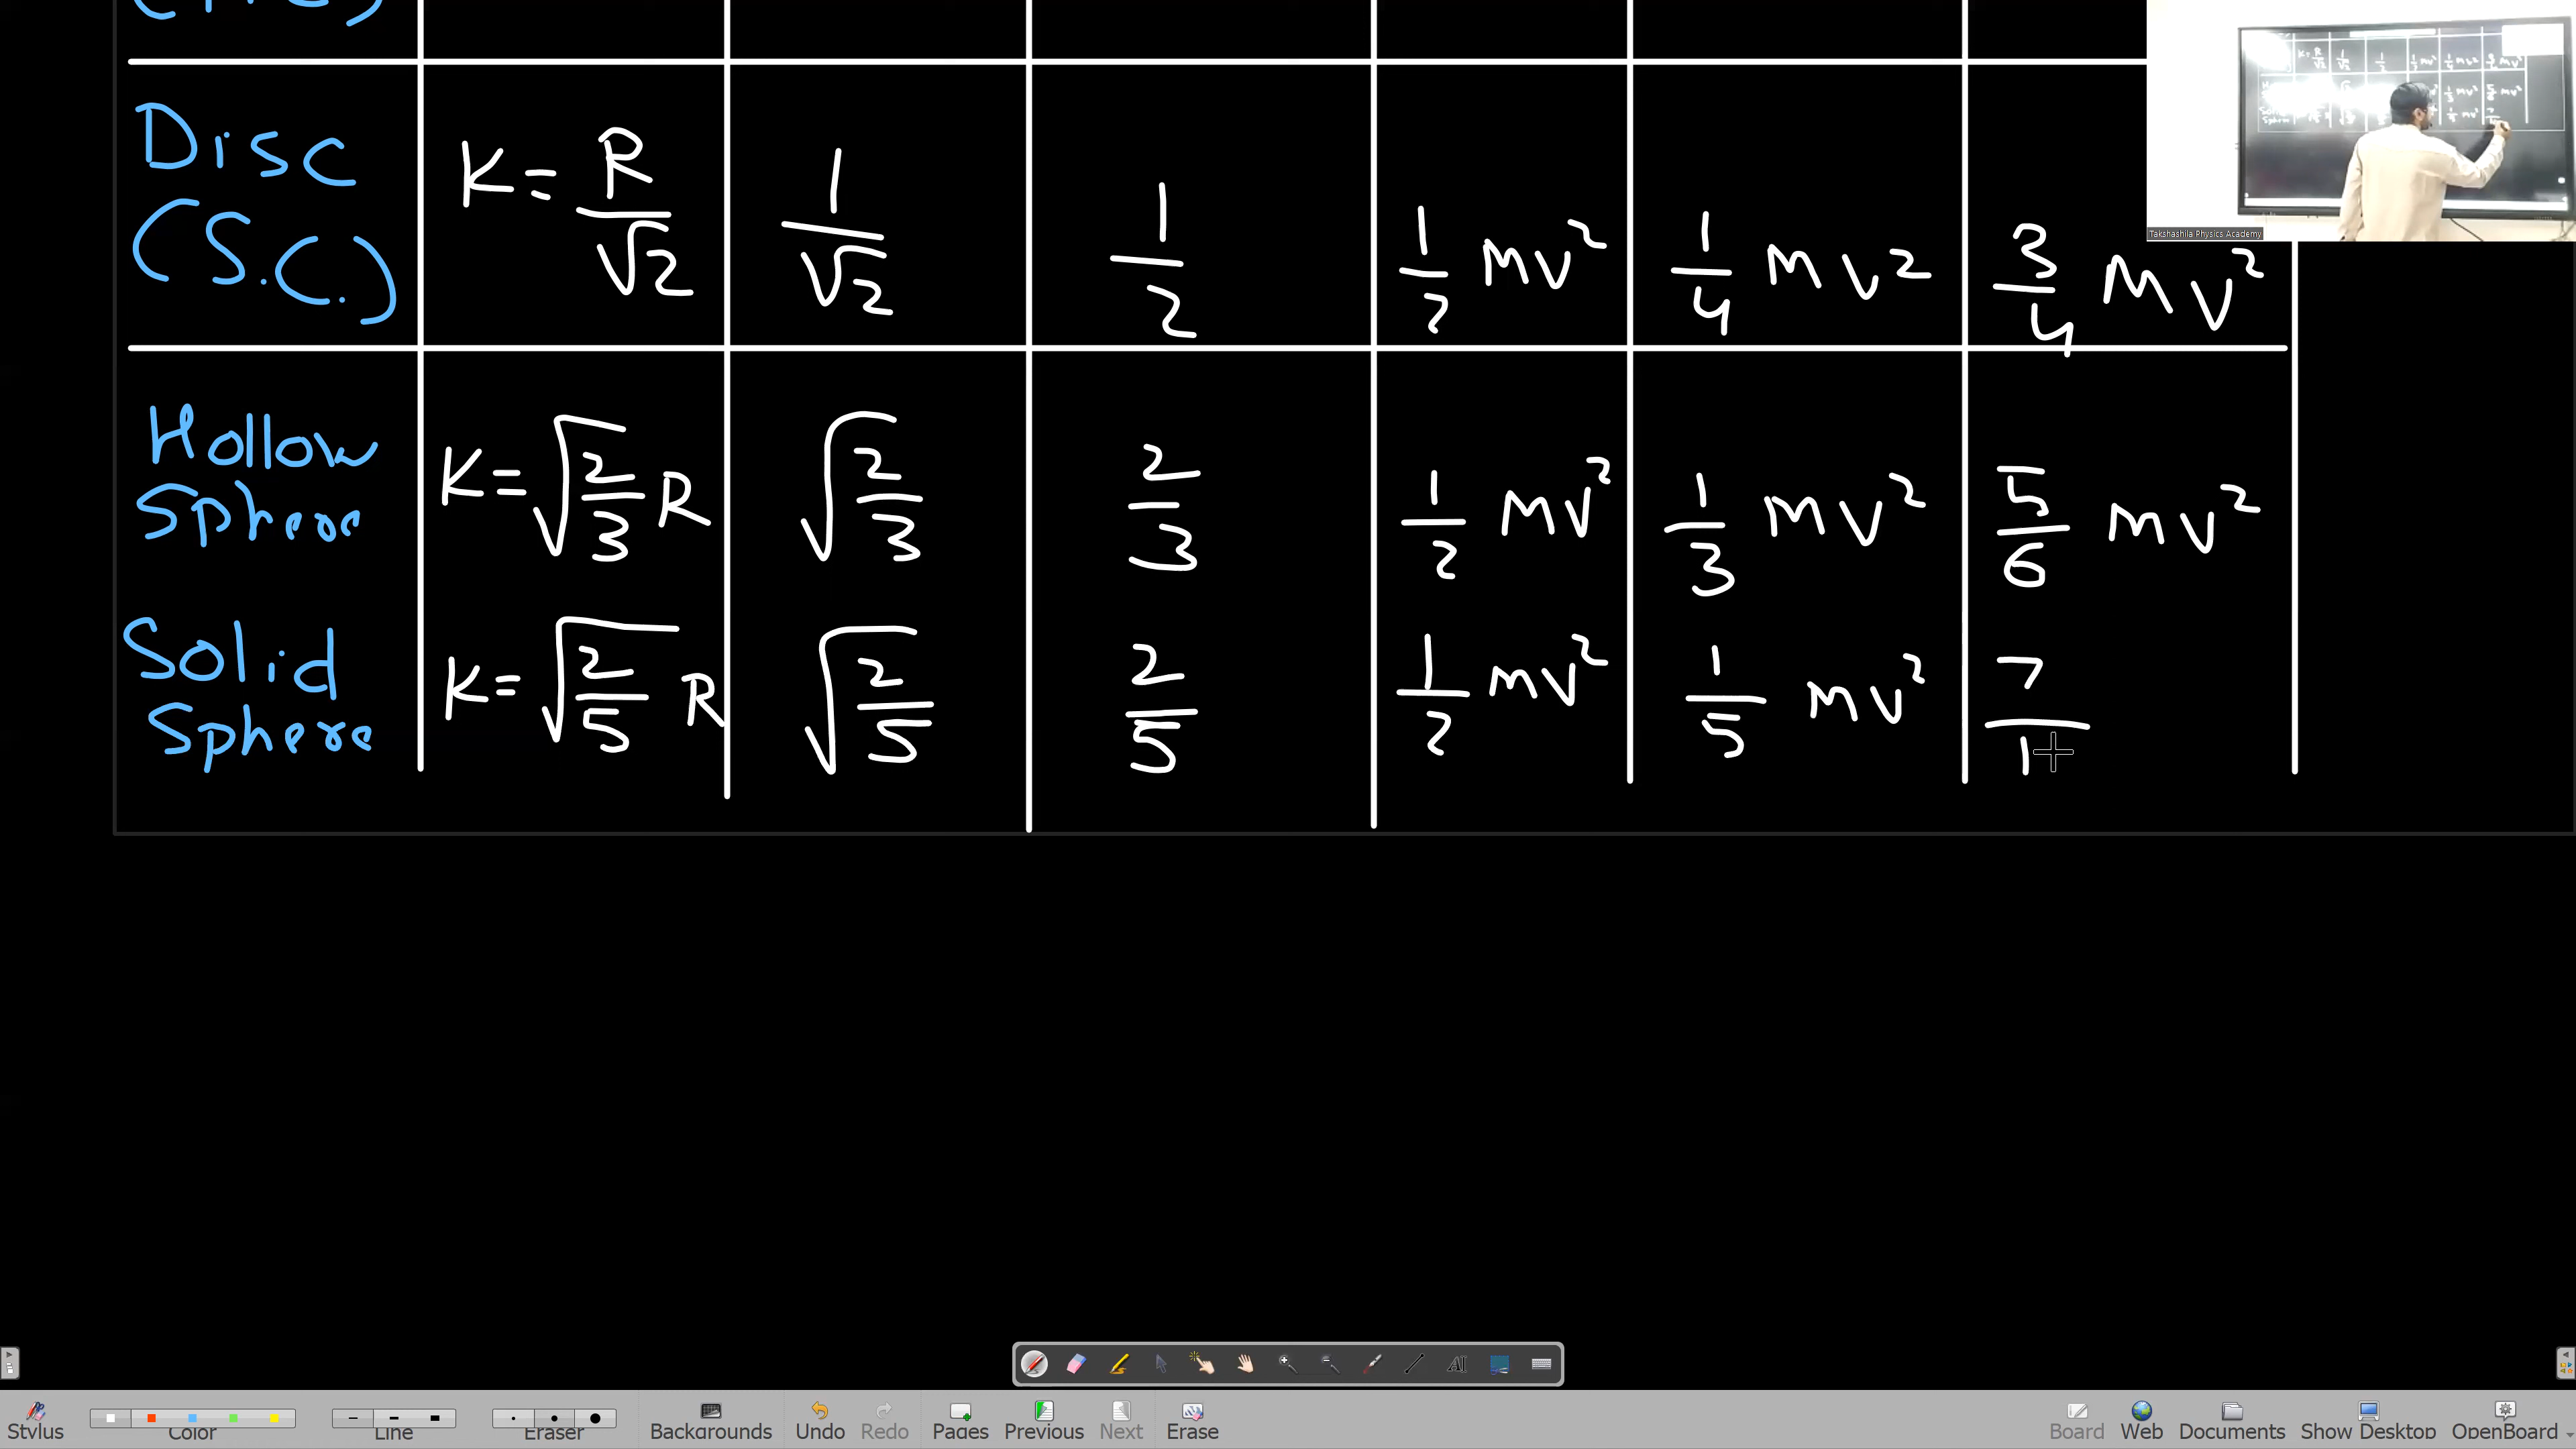 Disc (S.C.) K = R/√2 1/√2 1/2 1/2 mv² 1/4 mv² 3/4 mv²
Hollow Sphere K = √(2/3) R √(2/3) 2/3 1/2 mv² 1/3 mv² 5/6 mv²
Solid Sphere K = √(2/5) R √(2/5) 2/5 1/2 mv² 1/5 mv² 7/1
Takshashila Physics Academy
Stylus Color Line Eraser Backgrounds Undo Redo Pages Previous Next Erase Board Web Documents Show Desktop OpenBoard